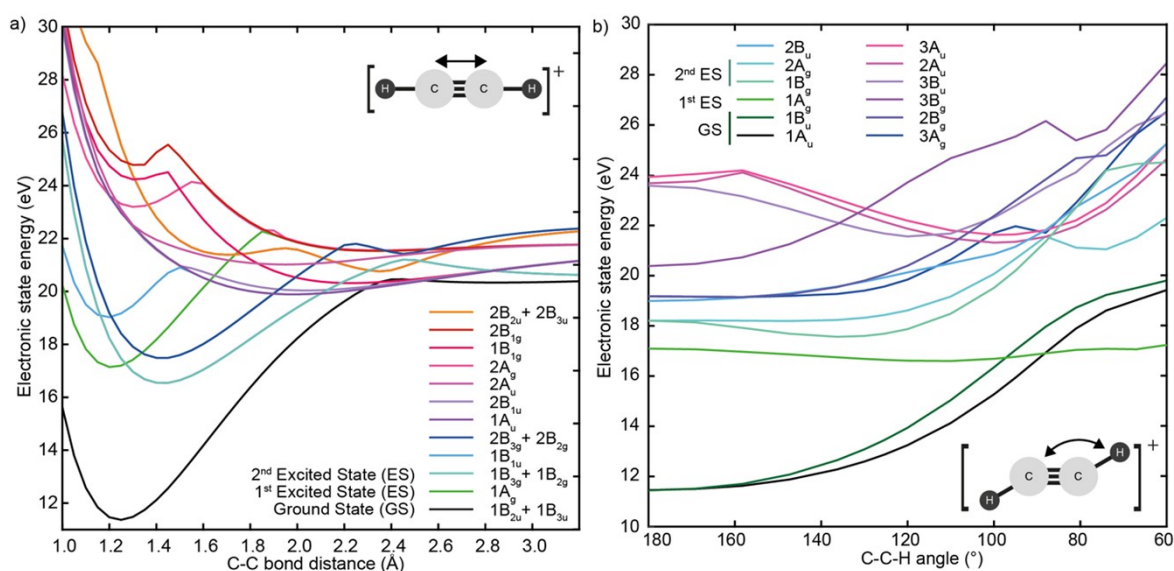 a)
Electronic state energy (eV)
30
28
26
24
22
20
18
16
14
12
1.0 1.2 1.4 1.6 1.8 2.0 2.2 2.4 2.6 2.8 3.0
C-C bond distance (Å)
[H C C H]+
2B2u + 2B3u
2B1g
1B1g
2Ag
2Au
2B1u
1Au
2B3g + 2B2g
1B1u
2nd Excited State (ES) 1B3g + 1B2g
1st Excited State (ES) 1Ag
Ground State (GS) 1B2u + 1B3u
b)
Electronic state energy (eV)
30
28
26
24
22
20
18
16
14
12
10
180 160 140 120 100 80 60
C-C-H angle (°)
2Bu 3Au
2nd ES 2Ag 2Au
1Bg 3Bu
1st ES 1Ag 3Bg
GS 1Bu 2Bg
1Au 3Ag
[H C C H]+